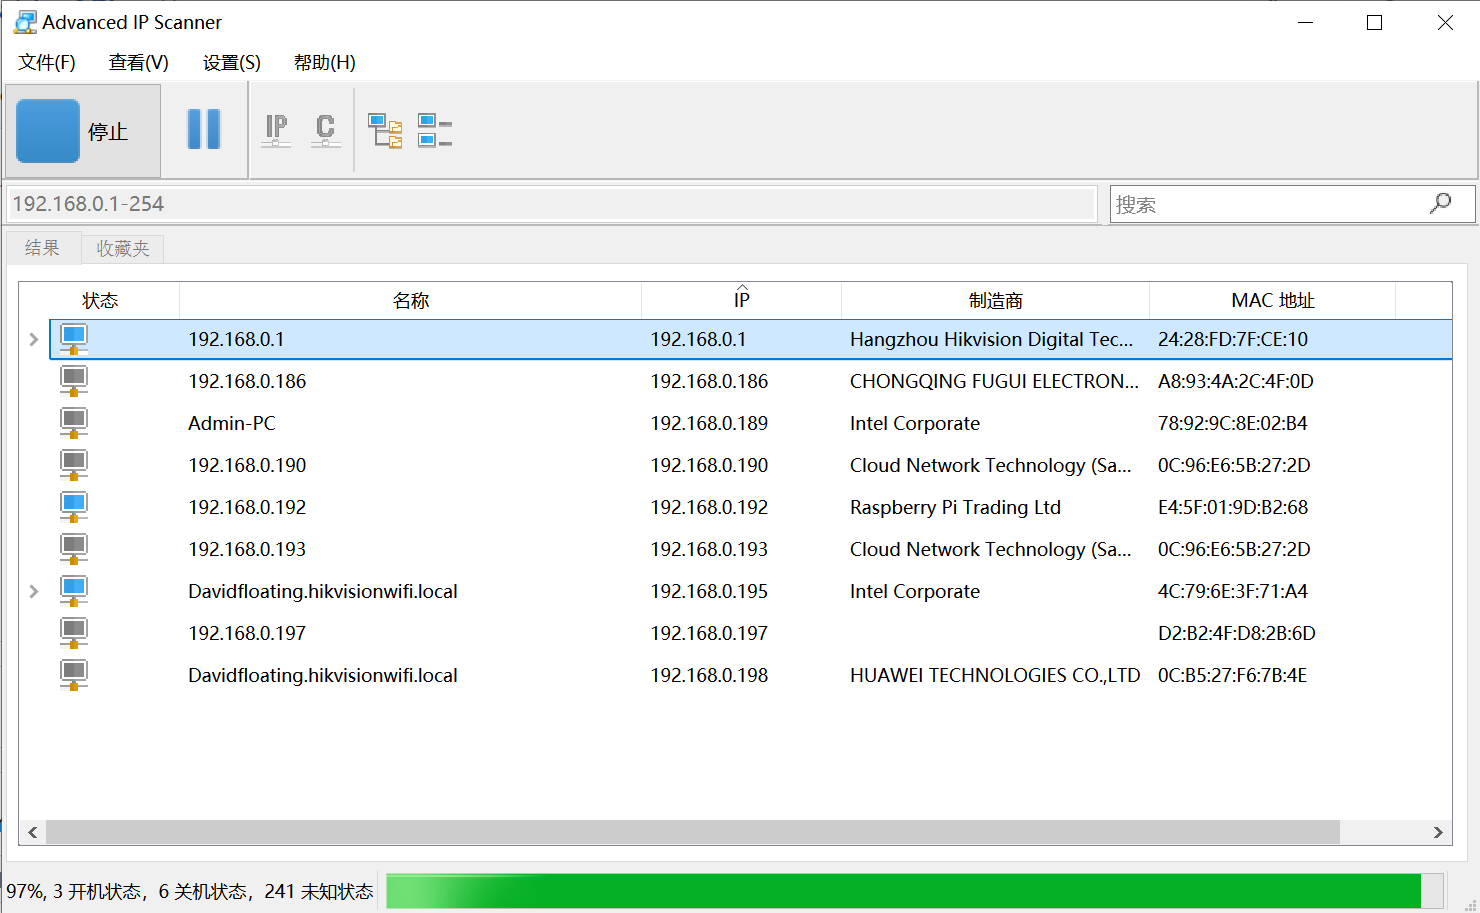 Advanced IP Scanner
文件(F) 查看(V) 设置(S) 帮助(H)
停止 IP C
192.168.0.1-254 搜索
结果 收藏夹
状态 名称 IP 制造商 MAC 地址
192.168.0.1 192.168.0.1 Hangzhou Hikvision Digital Tec... 24:28:FD:7F:CE:10
192.168.0.186 192.168.0.186 CHONGQING FUGUI ELECTRON... A8:93:4A:2C:4F:0D
Admin-PC 192.168.0.189 Intel Corporate 78:92:9C:8E:02:B4
192.168.0.190 192.168.0.190 Cloud Network Technology (Sa... 0C:96:E6:5B:27:2D
192.168.0.192 192.168.0.192 Raspberry Pi Trading Ltd E4:5F:01:9D:B2:68
192.168.0.193 192.168.0.193 Cloud Network Technology (Sa... 0C:96:E6:5B:27:2D
Davidfloating.hikvisionwifi.local 192.168.0.195 Intel Corporate 4C:79:6E:3F:71:A4
192.168.0.197 192.168.0.197 D2:B2:4F:D8:2B:6D
Davidfloating.hikvisionwifi.local 192.168.0.198 HUAWEI TECHNOLOGIES CO.,LTD 0C:B5:27:F6:7B:4E
97%, 3 开机状态，6 关机状态，241 未知状态